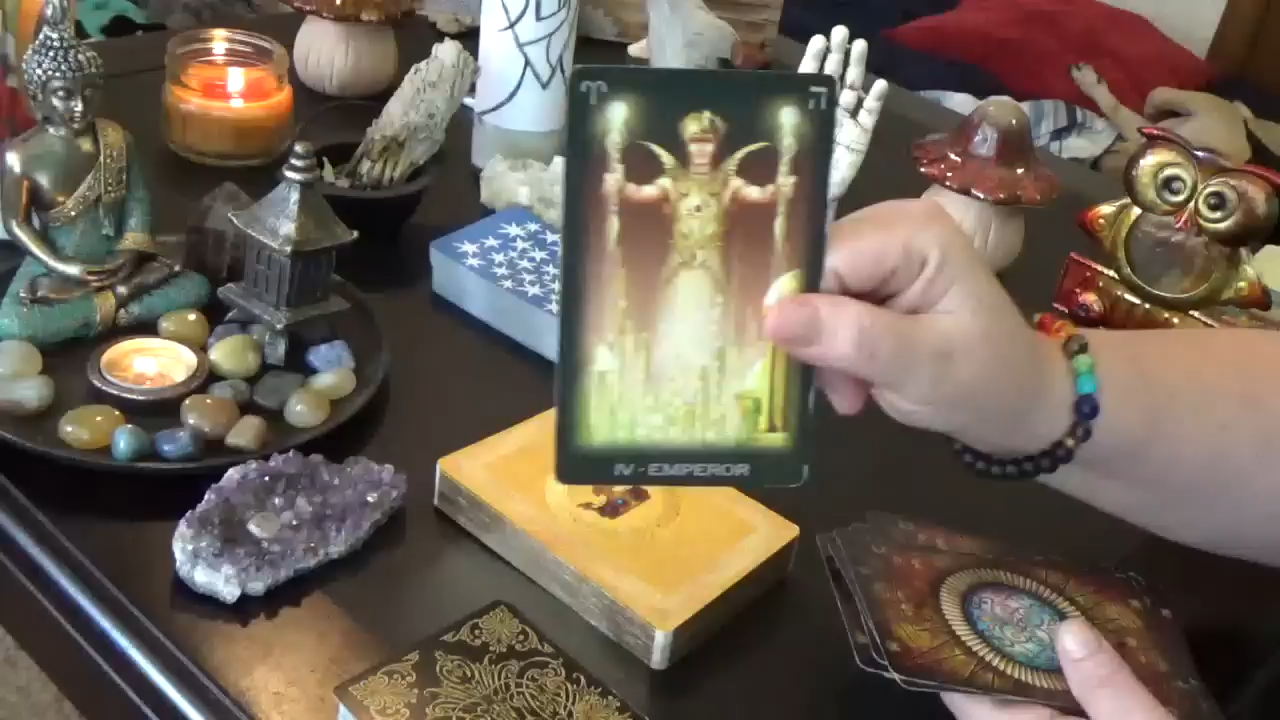 ♈ ה
IV - EMPEROR